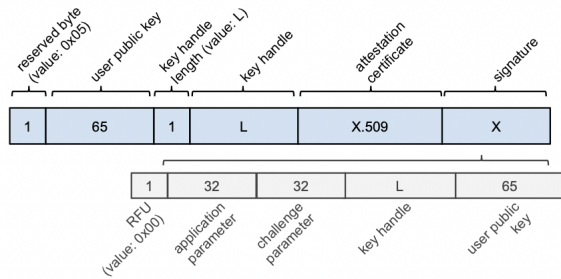 reserved byte
(value: 0x05)
user public key
key handle
length (value: L)
key handle
attestation
certificate
signature
1
65
1
L
X.509
X
1
32
32
L
65
RFU
(value: 0x00)
application
parameter
challenge
parameter
key handle
user public
key